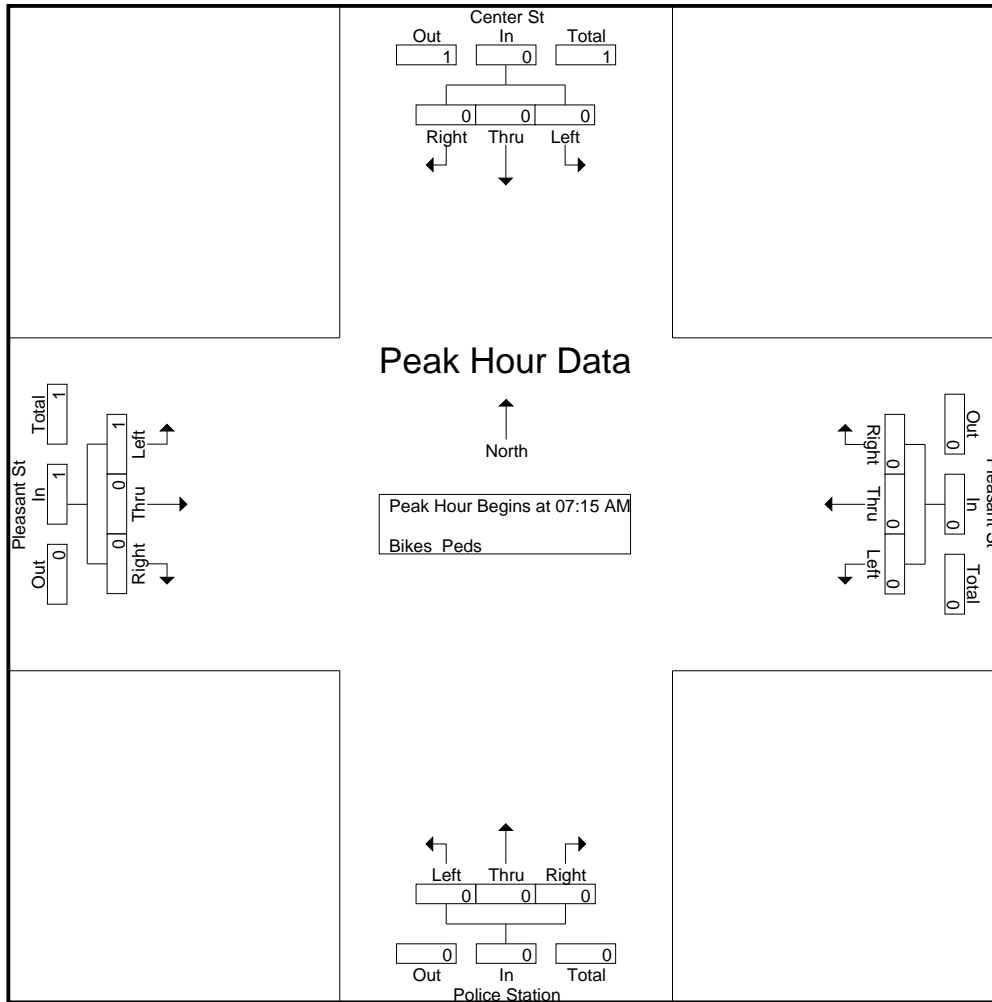 Center St
Out In Total
1 0 1
0 0 0
Right Thru Left
Peak Hour Data
North
Peak Hour Begins at 07:15 AM
Bikes Peds
Pleasant St
Out In Total
0 1 1
Right Thru Left
0 0 1
Pleasant St
Out In Total
0 0 0
Right Thru Left
0 0 0
Left Thru Right
0 0 0
0 0 0
Out In Total
Police Station